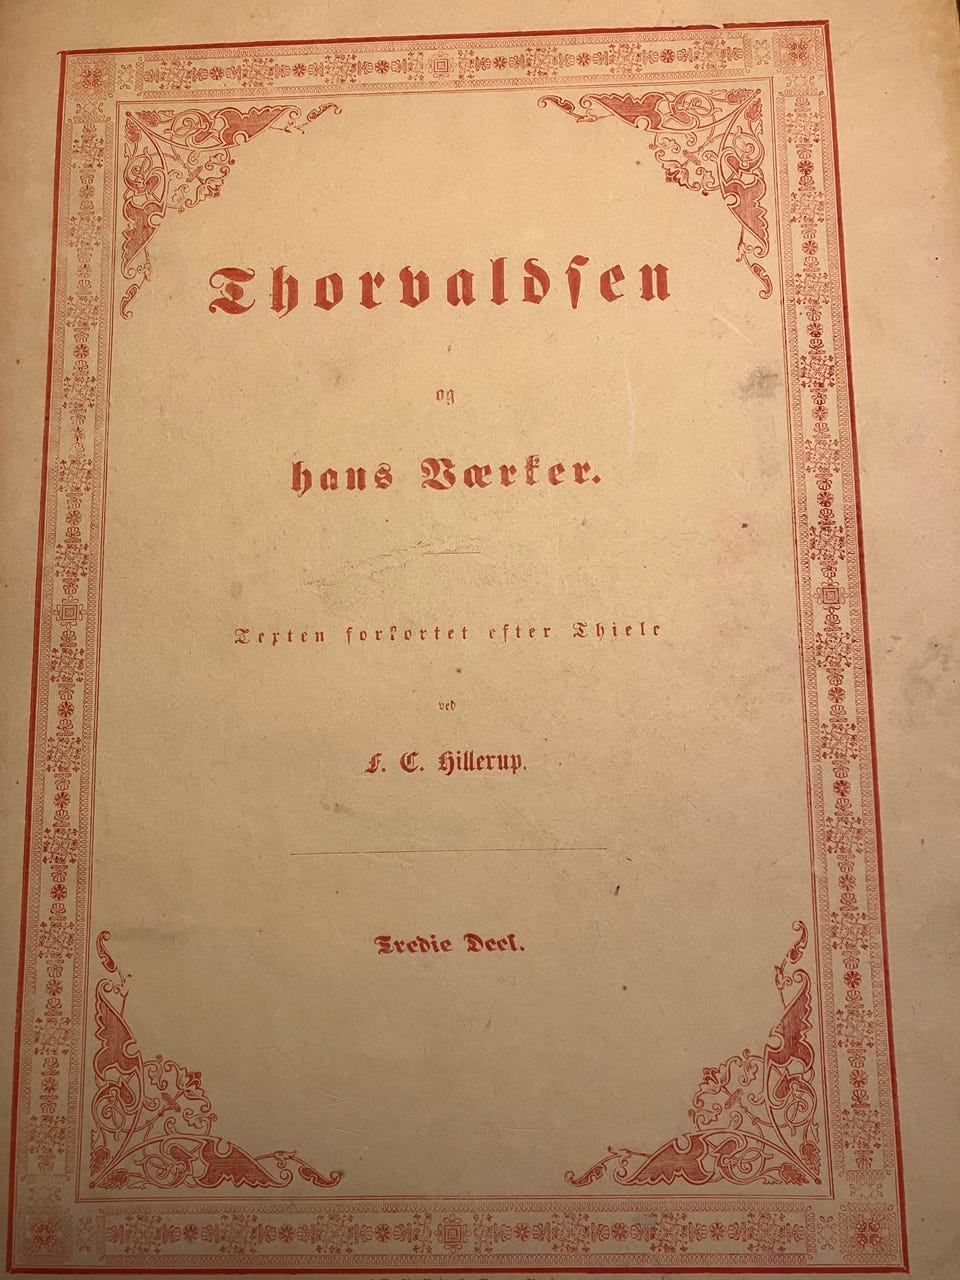 Thorvaldsen
og
hans Værker.
Texten forkortet efter Thiele
ved
F. C. Hillerup.
Tredie Deel.